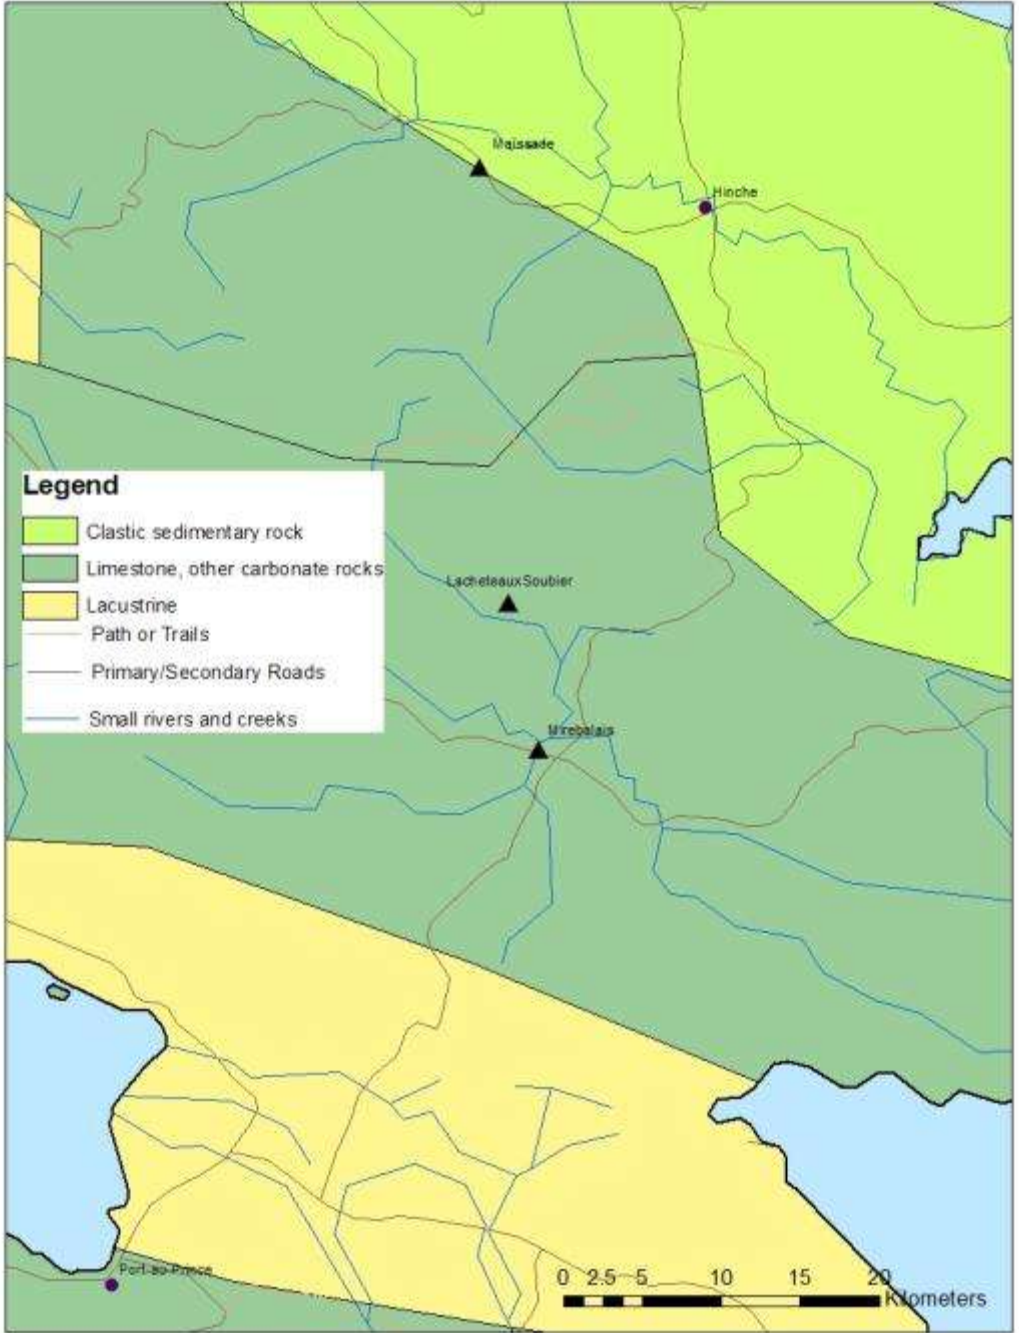 Maissade
Hinche
Legend
Clastic sedimentary rock
Limestone, other carbonate rocks
Lacustrine
Path or Trails
Primary/Secondary Roads
Small rivers and creeks
LacheteauxSoubier
Mirebalais
Port-au-Prince
0 2.5 5 10 15 20
Kilometers